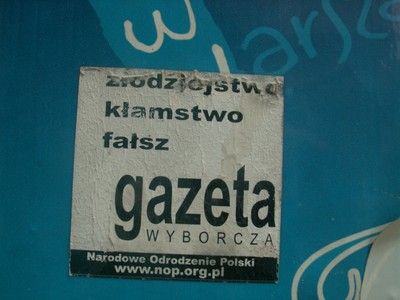 złodziejstwo
kłamstwo
fałsz
gazeta
WYBORCZA
Narodowe Odrodzenie Polski
www.nop.org.pl